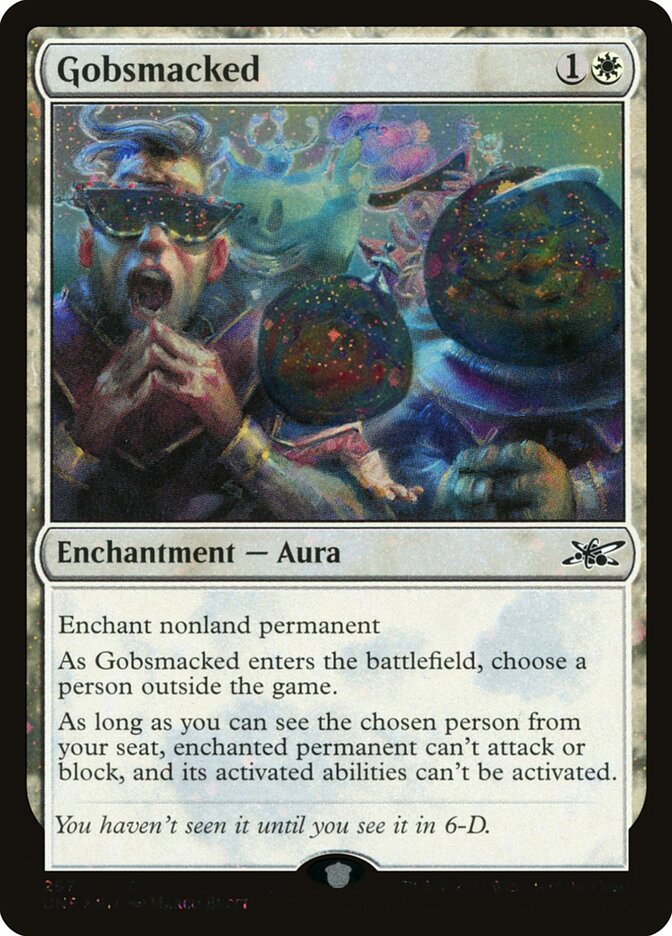 Gobsmacked 1
Enchantment — Aura
Enchant nonland permanent
As Gobsmacked enters the battlefield, choose a
person outside the game.
As long as you can see the chosen person from
your seat, enchanted permanent can't attack or
block, and its activated abilities can't be activated.
You haven't seen it until you see it in 6-D.